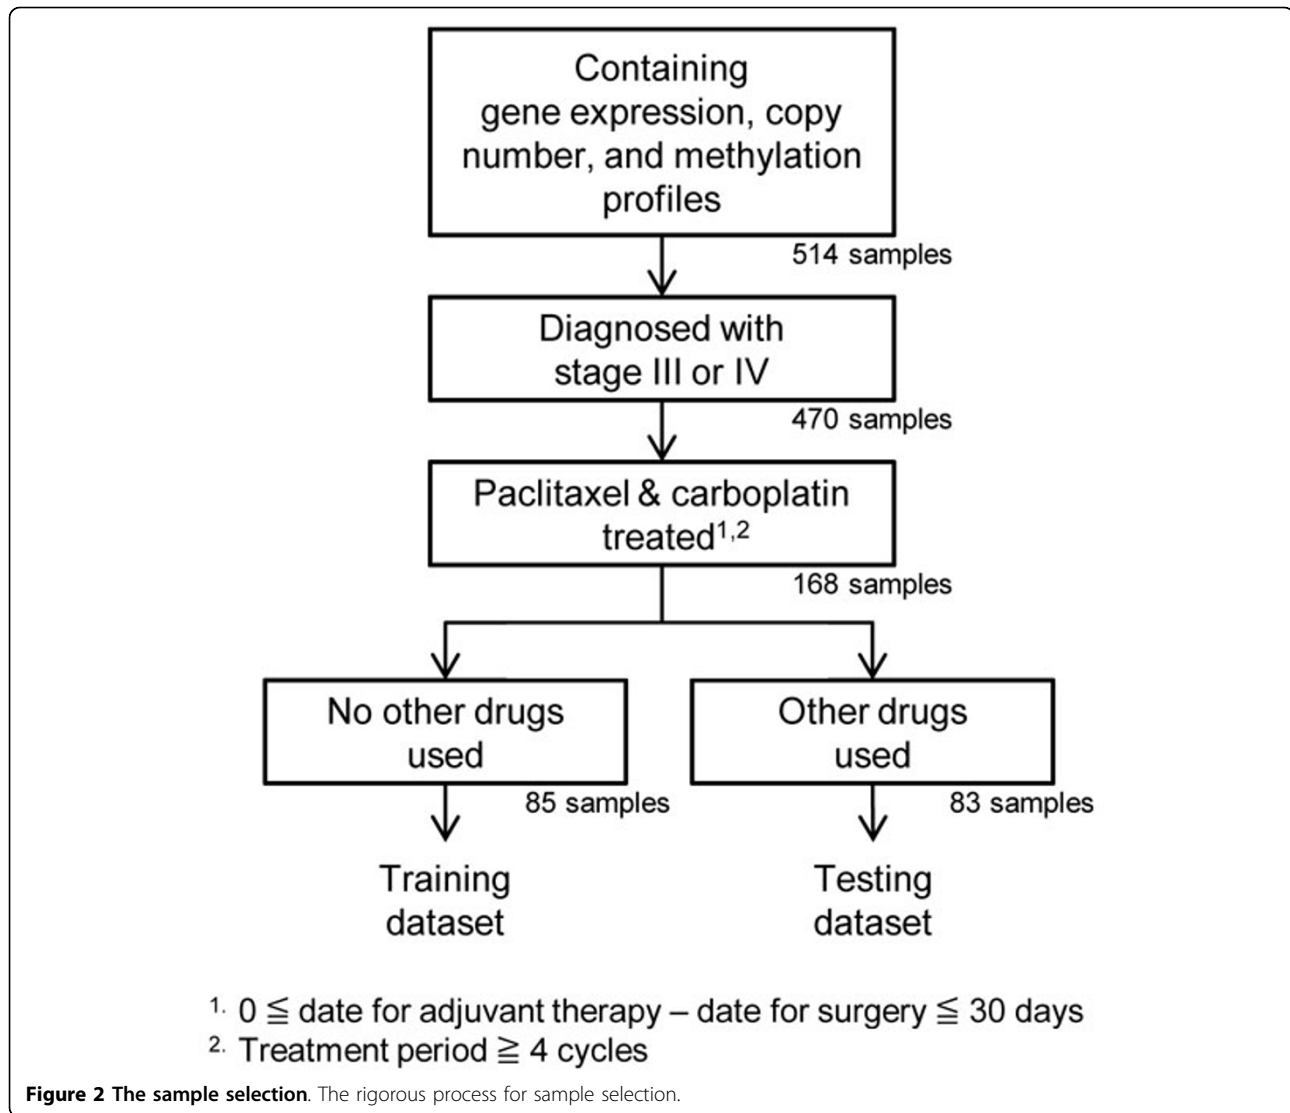 Containing
gene expression, copy
number, and methylation
profiles
514 samples
Diagnosed with
stage III or IV
470 samples
Paclitaxel & carboplatin
treated1,2
168 samples
No other drugs
used
85 samples
Other drugs
used
83 samples
Training
dataset
Testing
dataset
1. 0 ≦ date for adjuvant therapy – date for surgery ≦ 30 days
2. Treatment period ≧ 4 cycles
Figure 2 The sample selection. The rigorous process for sample selection.